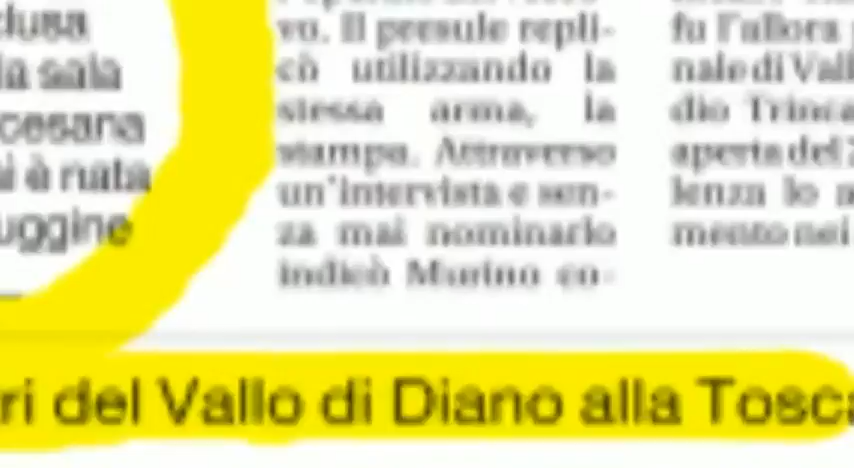 clusa
la sala
cesana
i è nata
uggine
vo. Il presule repli-
cò utilizzando la
stessa arma, la
stampa. Attraverso
un'intervista e sen-
za mai nominarlo
indicò Murino co-
fu l'allora
nale di Vall
dio Trinca
aperta del 2
lenza lo a
mento nei
ri del Vallo di Diano alla Tosca